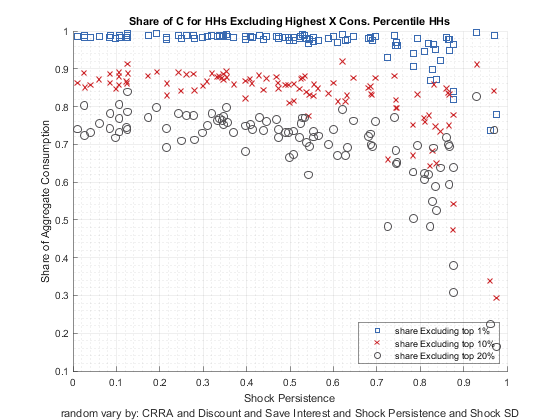 Share of C for HHs Excluding Highest X Cons. Percentile HHs
Share of Aggregate Consumption
1
0.9
0.8
0.7
0.6
0.5
0.4
0.3
0.2
0.1
share Excluding top 1%
share Excluding top 10%
share Excluding top 20%
0 0.1 0.2 0.3 0.4 0.5 0.6 0.7 0.8 0.9 1
Shock Persistence
random vary by: CRRA and Discount and Save Interest and Shock Persistence and Shock SD